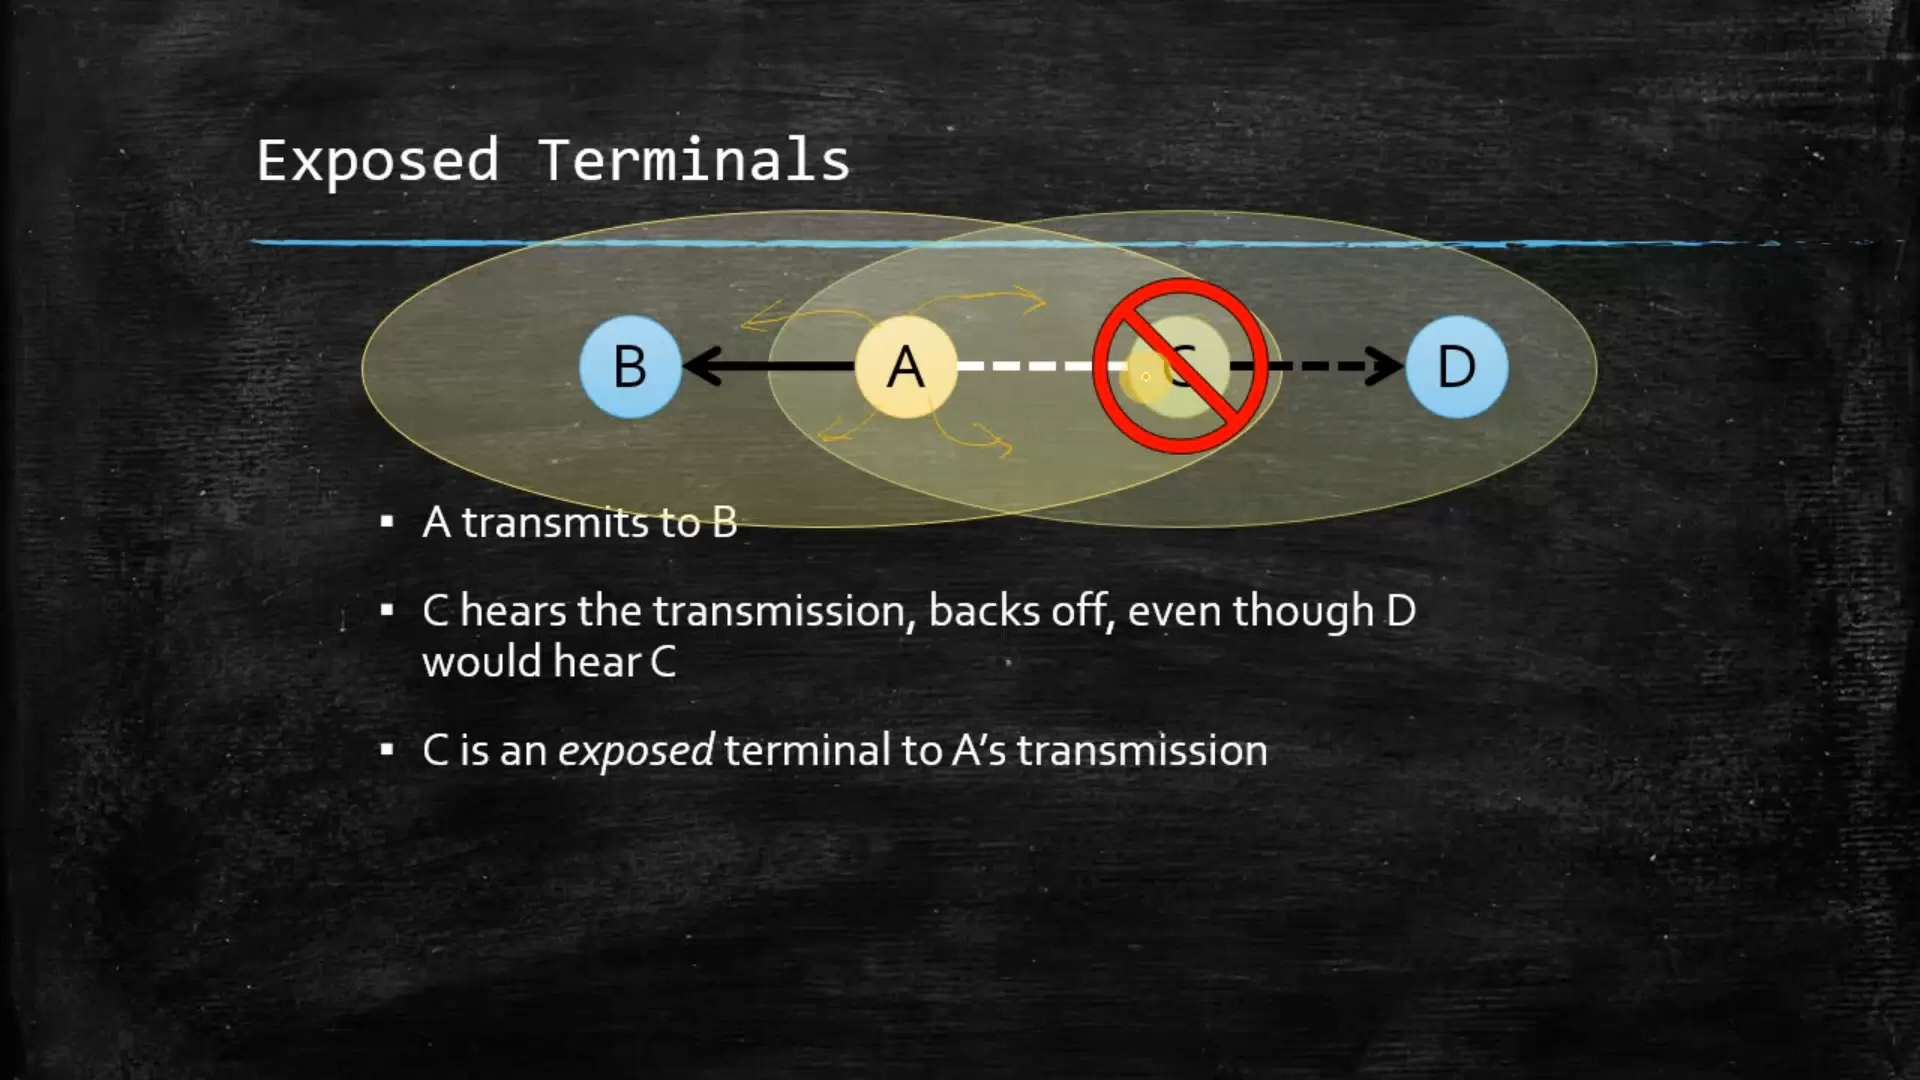 Exposed Terminals
B A C D
▪ A transmits to B
▪ C hears the transmission, backs off, even though D
would hear C
▪ C is an exposed terminal to A’s transmission